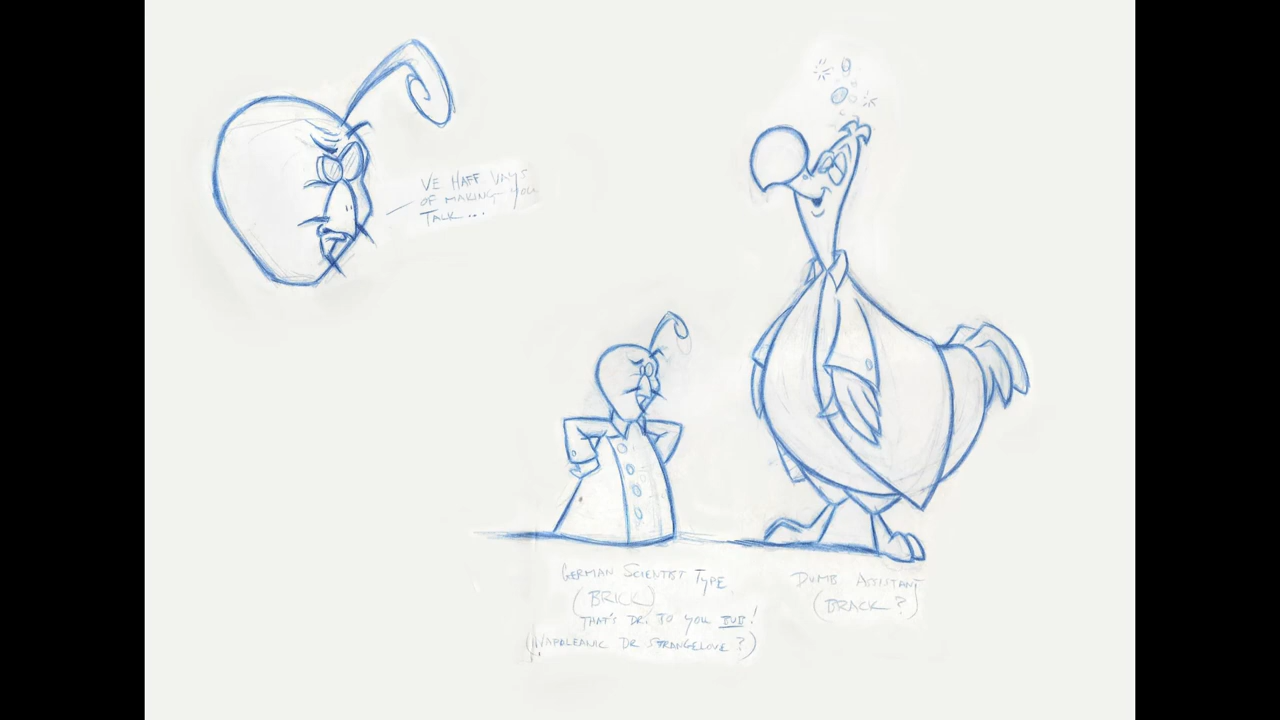 VE HAFF VAYS
OF MAKING YOU
TALK...
GERMAN SCIENTIST TYPE
(BRICK)
THAT'S DR. TO YOU BUB!
(NAPOLEANIC DR STRANGELOVE?)
DUMB ASSISTANT
(BRACK?)